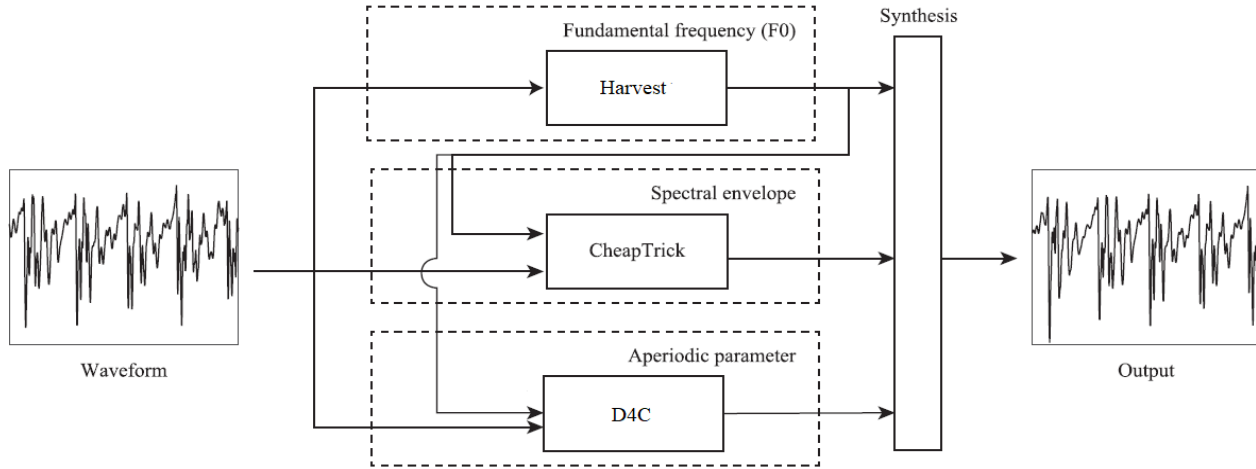 Synthesis
Fundamental frequency (F0)
Harvest
Spectral envelope
CheapTrick
Waveform
Aperiodic parameter
D4C
Output